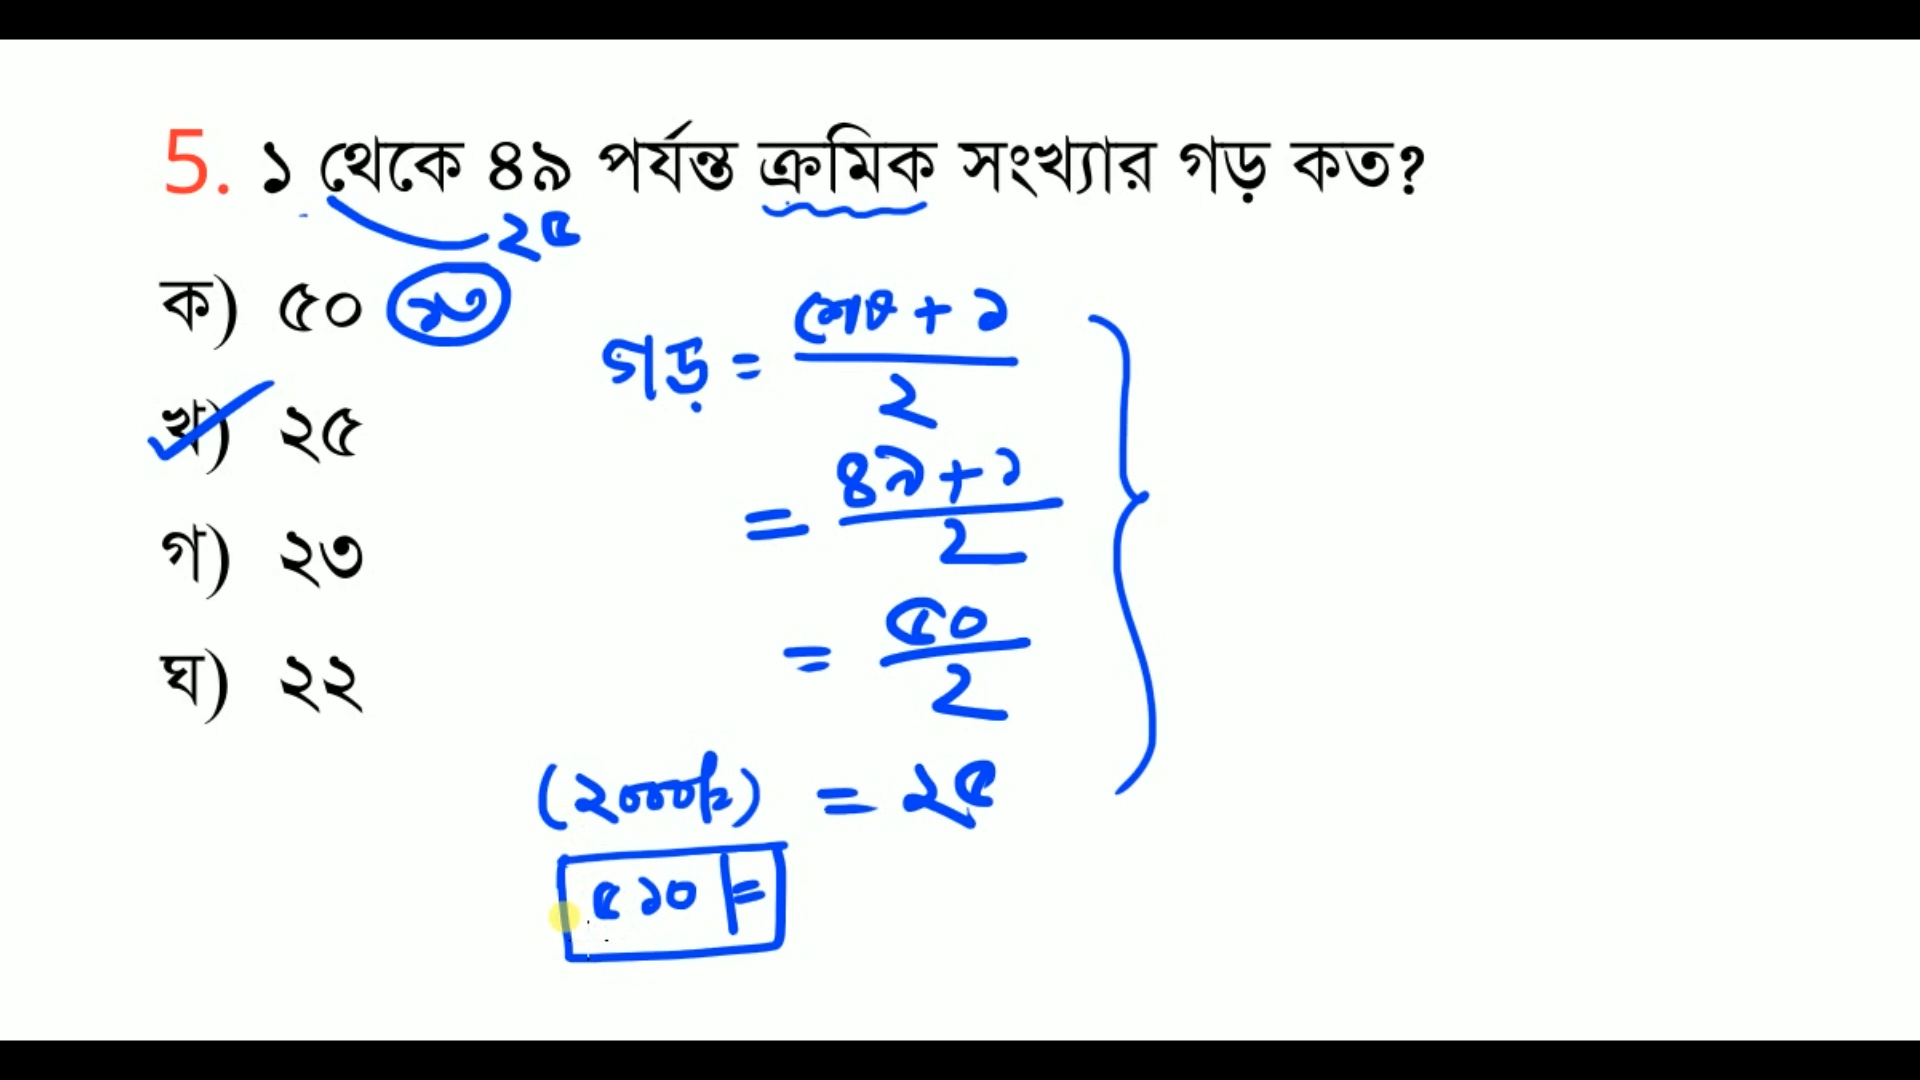 5. ১ থেকে ৪৯ পর্যন্ত ক্রমিক সংখ্যার গড় কত?
২৫
ক) ৫০
খ) ২৫
গ) ২৩
ঘ) ২২
গড় = শেষ + ১
২
= ৪৯ + ১
২
= ৫০
২
= ২৫
৫১০ =